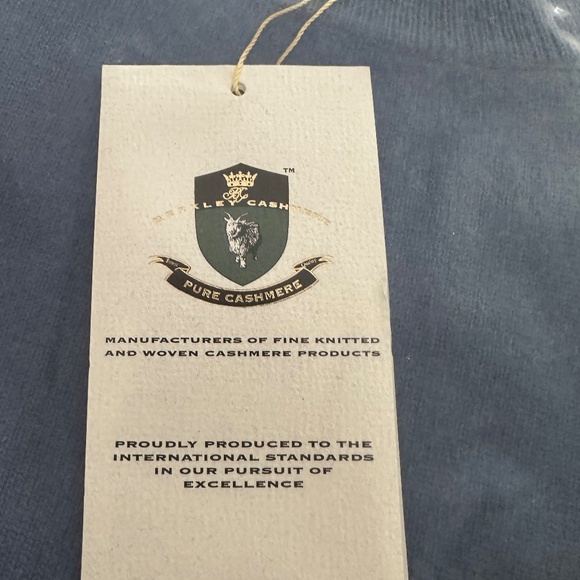 TM
BERKLEY CASHMERE
PURE CASHMERE
MANUFACTURERS OF FINE KNITTED
AND WOVEN CASHMERE PRODUCTS
PROUDLY PRODUCED TO THE
INTERNATIONAL STANDARDS
IN OUR PURSUIT OF
EXCELLENCE